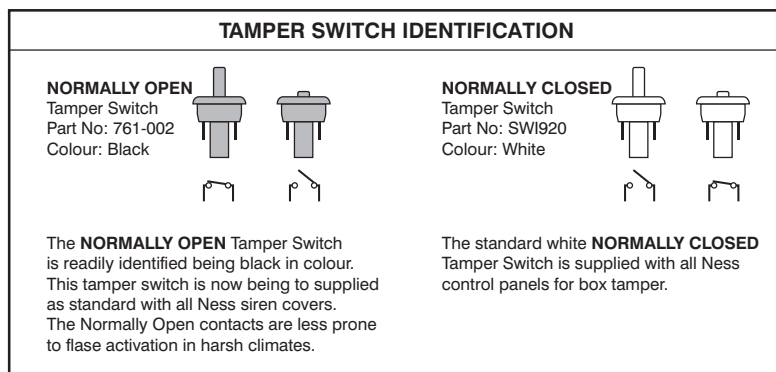 TAMPER SWITCH IDENTIFICATION
NORMALLY OPEN
Tamper Switch
Part No: 761-002
Colour: Black
NORMALLY CLOSED
Tamper Switch
Part No: SWI920
Colour: White
The NORMALLY OPEN Tamper Switch
is readily identified being black in colour.
This tamper switch is now being to supplied
as standard with all Ness siren covers.
The Normally Open contacts are less prone
to flase activation in harsh climates.
The standard white NORMALLY CLOSED
Tamper Switch is supplied with all Ness
control panels for box tamper.